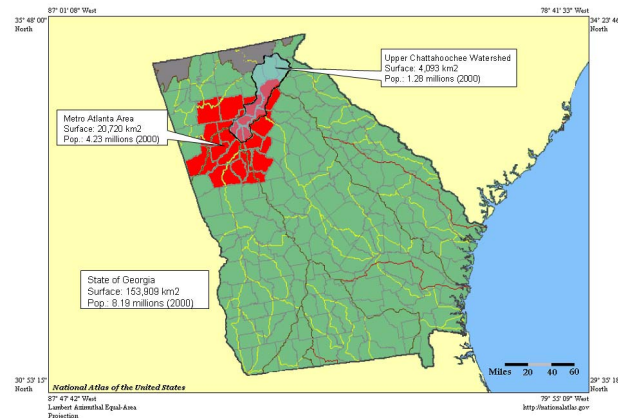 87 01' 08" West
78 41' 33" West
35 48' 00"
North
34 23' 46"
North
Upper Chattahoochee Watershed
Surface: 4,093 km2
Pop.: 1.28 millions (2000)
Metro Atlanta Area
Surface: 20,720 km2
Pop.: 4.23 millions (2000)
State of Georgia
Surface: 153,909 km2
Pop.: 8.19 millions (2000)
Miles 0 20 40 60
30 53' 15"
North
29 35' 18"
North
National Atlas of the United States
87 47' 42" West
79 55' 09" West
Lambert Azimuthal Equal-Area
Projection
http://nationalatlas.gov